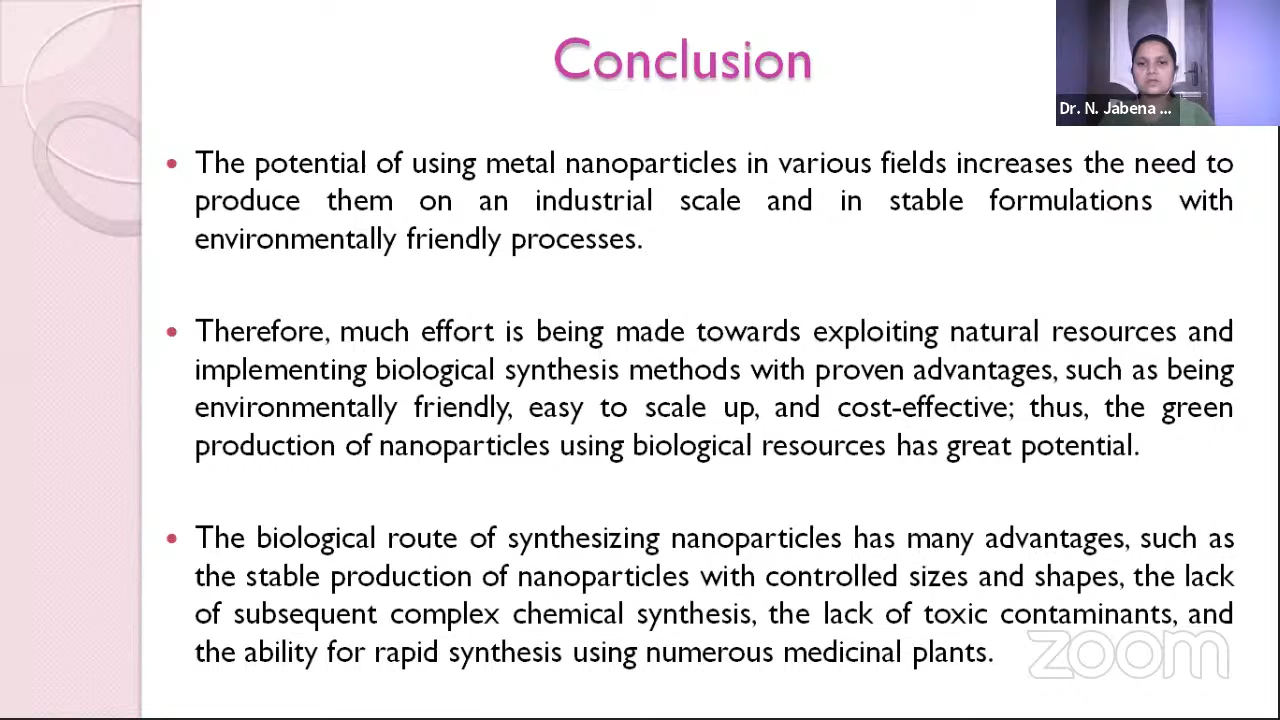 Conclusion
Dr. N. Jabena ...
• The potential of using metal nanoparticles in various fields increases the need to
produce them on an industrial scale and in stable formulations with
environmentally friendly processes.
• Therefore, much effort is being made towards exploiting natural resources and
implementing biological synthesis methods with proven advantages, such as being
environmentally friendly, easy to scale up, and cost-effective; thus, the green
production of nanoparticles using biological resources has great potential.
• The biological route of synthesizing nanoparticles has many advantages, such as
the stable production of nanoparticles with controlled sizes and shapes, the lack
of subsequent complex chemical synthesis, the lack of toxic contaminants, and
the ability for rapid synthesis using numerous medicinal plants.
zoom